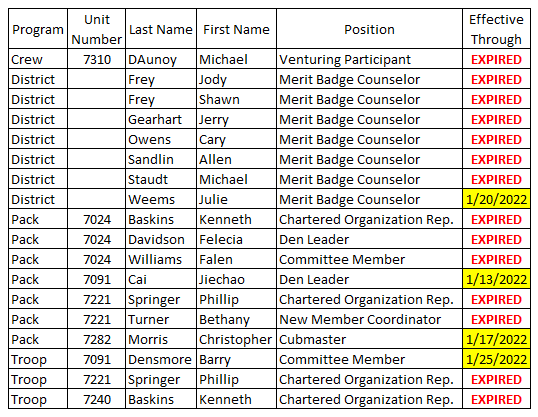 Program Unit Number Last Name First Name Position Effective Through
Crew 7310 DAunoy Michael Venturing Participant EXPIRED
District Frey Jody Merit Badge Counselor EXPIRED
District Frey Shawn Merit Badge Counselor EXPIRED
District Gearhart Jerry Merit Badge Counselor EXPIRED
District Owens Cary Merit Badge Counselor EXPIRED
District Sandlin Allen Merit Badge Counselor EXPIRED
District Staudt Michael Merit Badge Counselor EXPIRED
District Weems Julie Merit Badge Counselor 1/20/2022
Pack 7024 Baskins Kenneth Chartered Organization Rep. EXPIRED
Pack 7024 Davidson Felecia Den Leader EXPIRED
Pack 7024 Williams Falen Committee Member EXPIRED
Pack 7091 Cai Jiechao Den Leader 1/13/2022
Pack 7221 Springer Phillip Chartered Organization Rep. EXPIRED
Pack 7221 Turner Bethany New Member Coordinator EXPIRED
Pack 7282 Morris Christopher Cubmaster 1/17/2022
Troop 7091 Densmore Barry Committee Member 1/25/2022
Troop 7221 Springer Phillip Chartered Organization Rep. EXPIRED
Troop 7240 Baskins Kenneth Chartered Organization Rep. EXPIRED